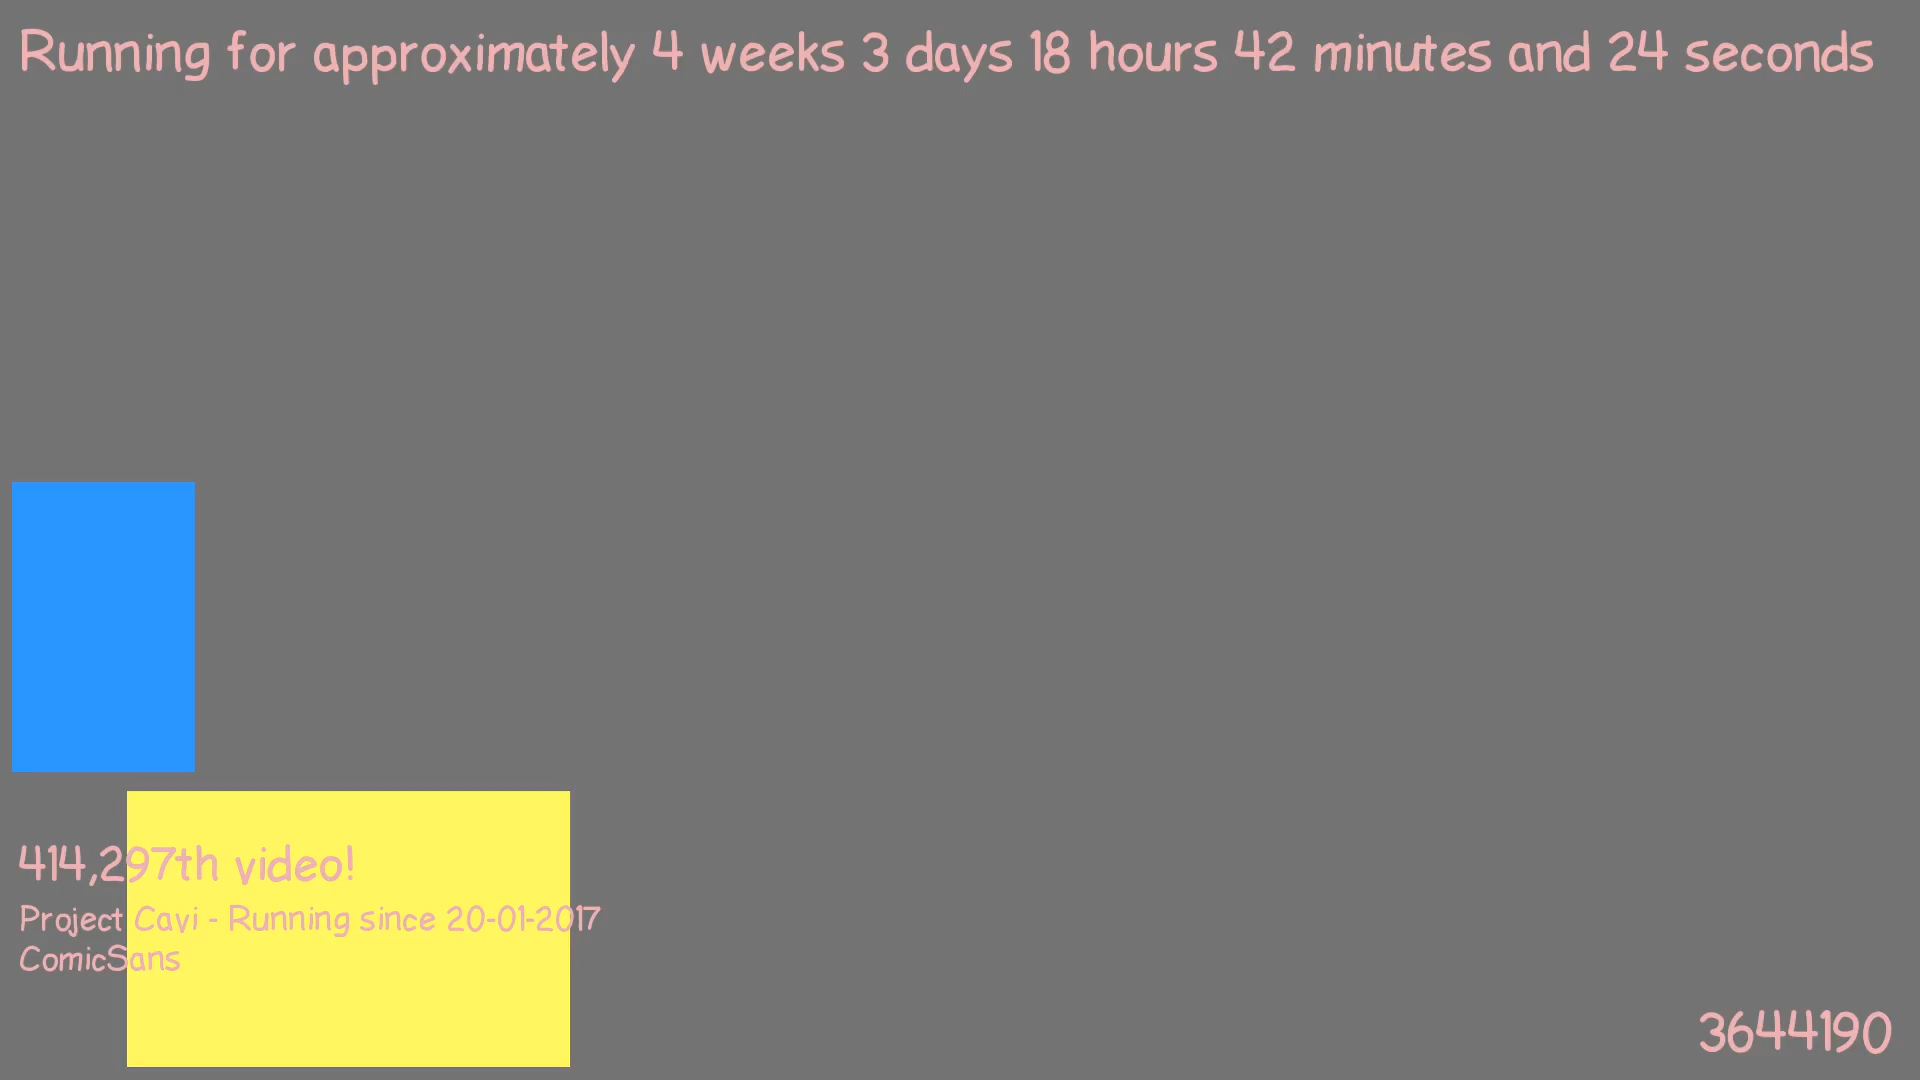 Running for approximately 4 weeks 3 days 18 hours 42 minutes and 24 seconds
414,297th video!
Project Cavi - Running since 20-01-2017
ComicSans
3644190